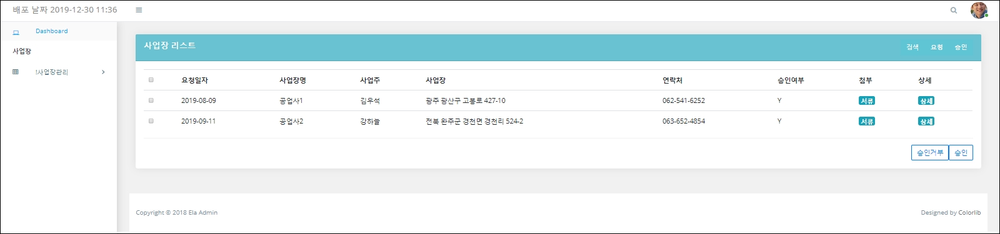 배포 날짜 2019-12-30 11:36
Dashboard
사업장
!사업장관리
사업장 리스트
검색 요청 승인
요청일자 사업장명 사업주 사업장 연락처 승인여부 첨부 상세
2019-08-09 공업사1 김우석 광주 광산구 고봉로 427-10 062-541-6252 Y 서류 상세
2019-09-11 공업사2 강하늘 전북 완주군 경천면 경천리 524-2 063-652-4854 Y 서류 상세
승인거부 승인
Copyright © 2018 Ela Admin Designed by Colorlib